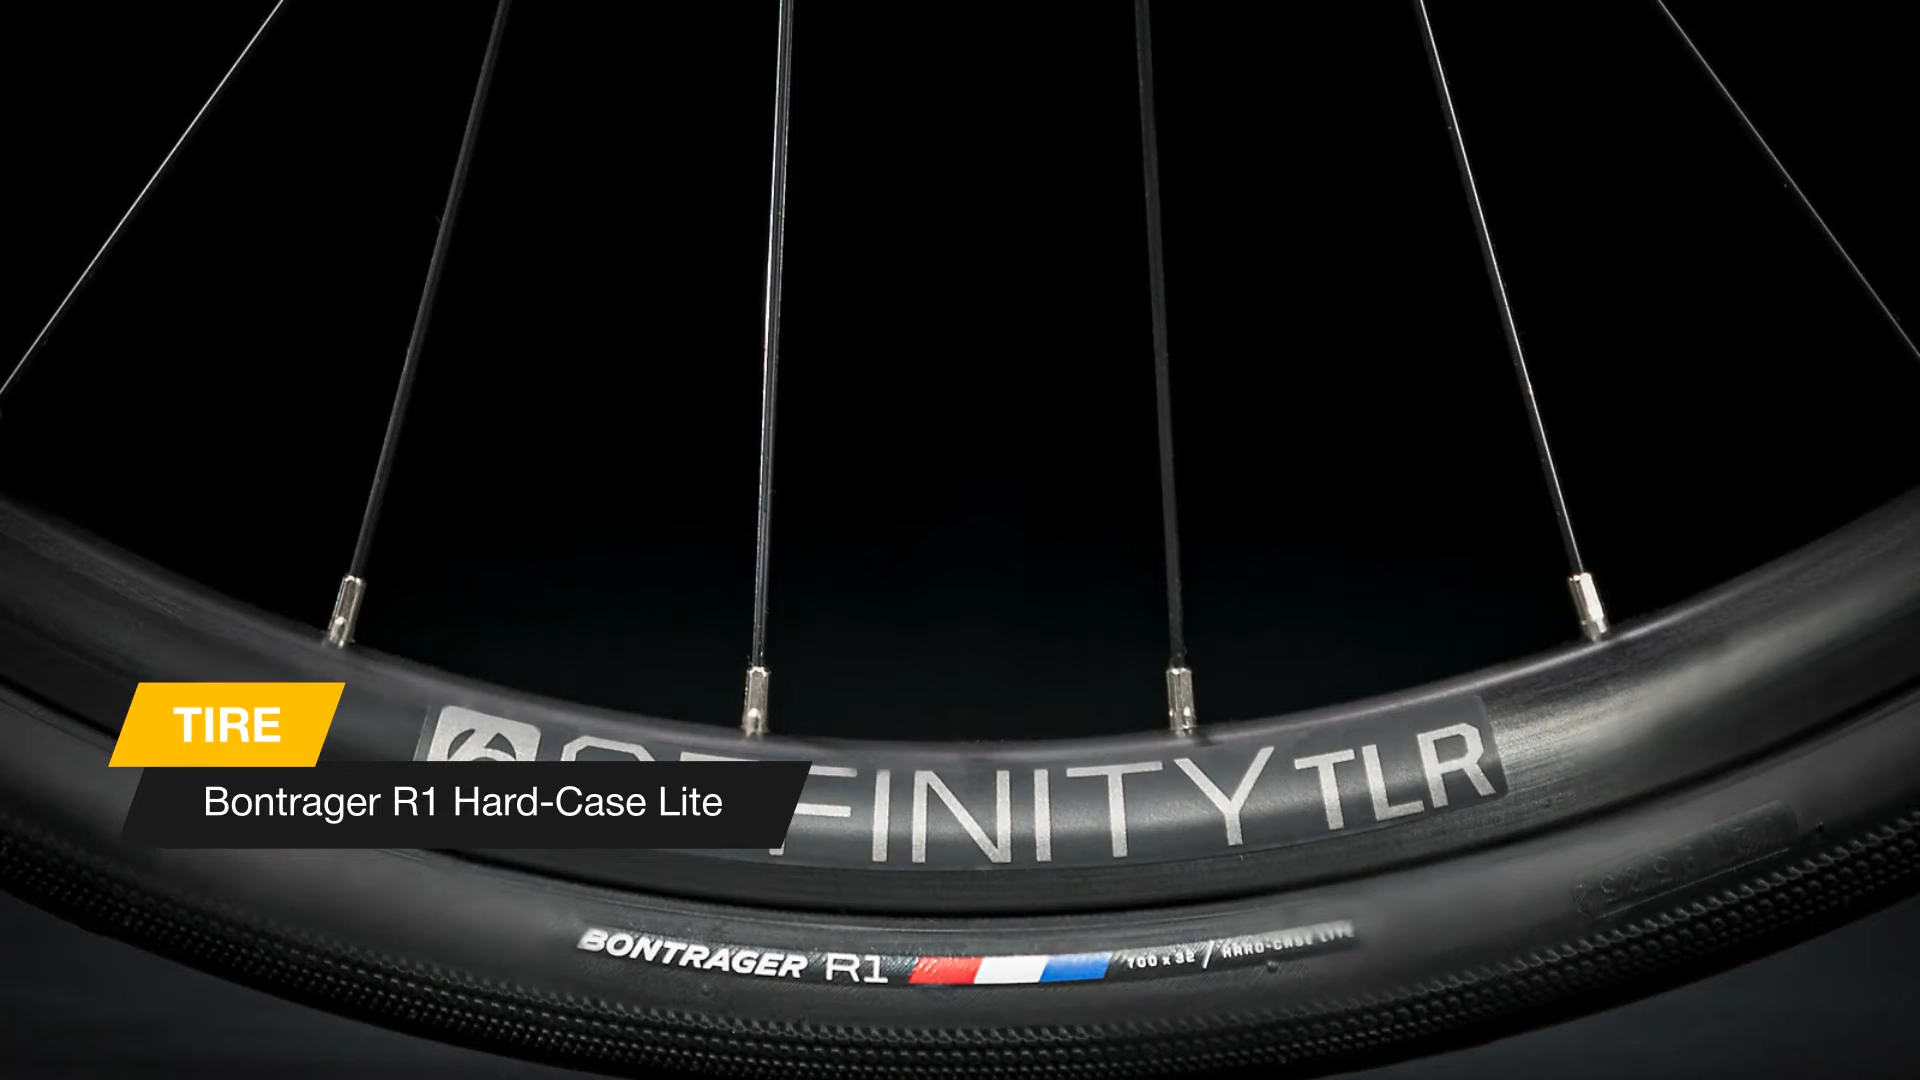 TIRE
Bontrager R1 Hard-Case Lite
FINITY TLR
BONTRAGER R1 700 x 32 / HARD-CASE LITE